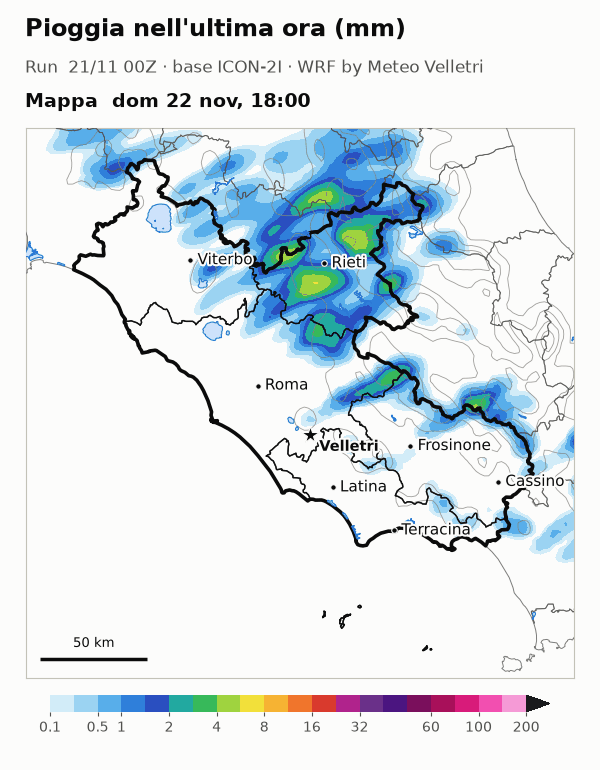 Pioggia nell'ultima ora (mm)
Run  21/11 00Z · base ICON-2I · WRF by Meteo Velletri
Mappa  dom 22 nov, 18:00
Viterbo
Rieti
Roma
Velletri
Frosinone
Latina
Cassino
Terracina
50 km
0.1 0.5 1 2 4 8 16 32 60 100 200